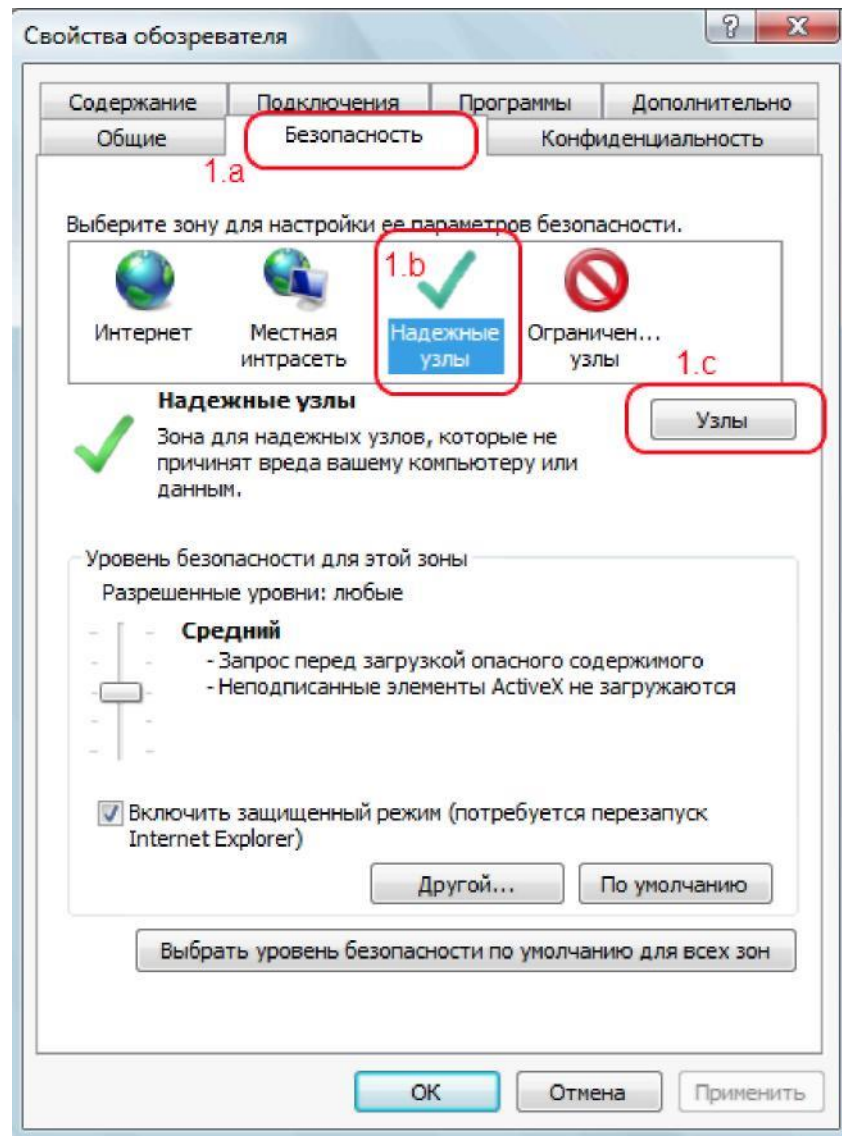 Свойства обозревателя
Содержание Подключения Программы Дополнительно
Общие Безопасность Конфиденциальность
1.a
Выберите зону для настройки ее параметров безопасности.
1.b
Интернет
Местная интрасеть
Надежные узлы
Ограничен... узлы
1.c
Надежные узлы
Узлы
Зона для надежных узлов, которые не
причинят вреда вашему компьютеру или
данным.
Уровень безопасности для этой зоны
Разрешенные уровни: любые
Средний
- Запрос перед загрузкой опасного содержимого
- Неподписанные элементы ActiveX не загружаются
Включить защищенный режим (потребуется перезапуск
Internet Explorer)
Другой... По умолчанию
Выбрать уровень безопасности по умолчанию для всех зон
ОК Отмена Применить